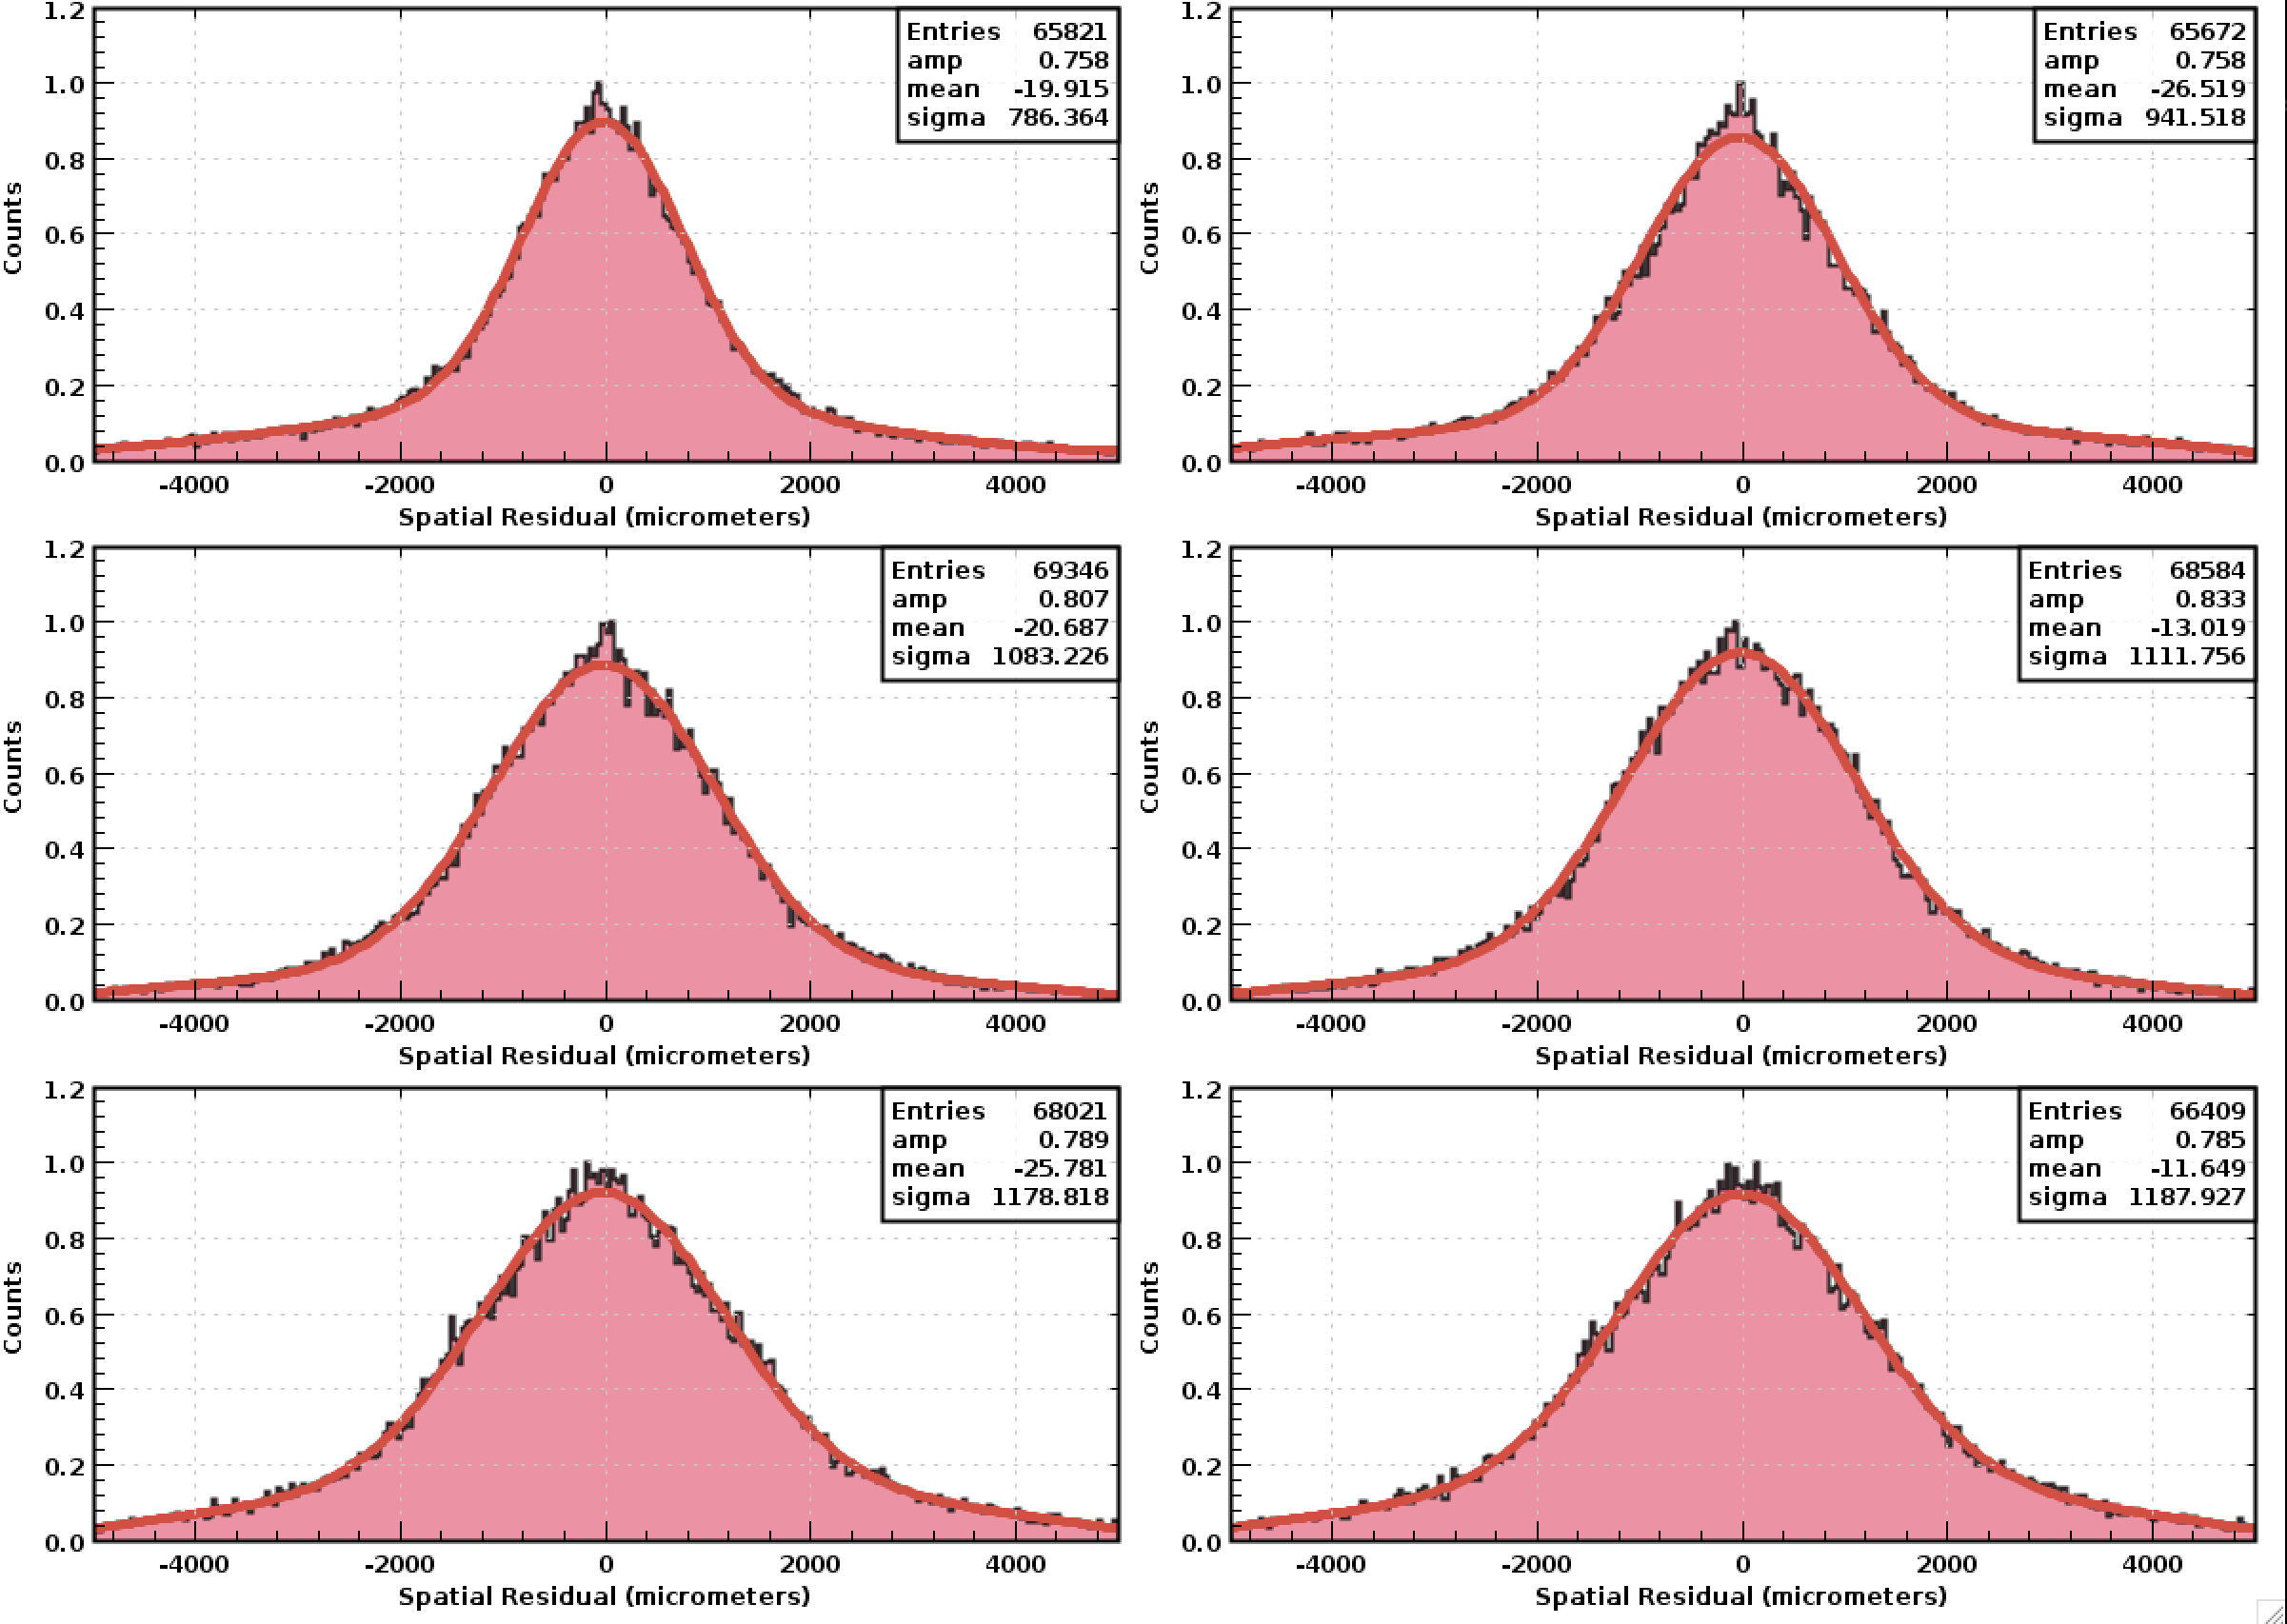 1.2
1.0
0.8
0.6
0.4
0.2
0.0
Counts
Entries 65821
amp 0.758
mean -19.915
sigma 786.364
-4000 -2000 0 2000 4000
Spatial Residual (micrometers)
1.2
1.0
0.8
0.6
0.4
0.2
0.0
Counts
Entries 65672
amp 0.758
mean -26.519
sigma 941.518
-4000 -2000 0 2000 4000
Spatial Residual (micrometers)
1.2
1.0
0.8
0.6
0.4
0.2
0.0
Counts
Entries 69346
amp 0.807
mean -20.687
sigma 1083.226
-4000 -2000 0 2000 4000
Spatial Residual (micrometers)
1.2
1.0
0.8
0.6
0.4
0.2
0.0
Counts
Entries 68584
amp 0.833
mean -13.019
sigma 1111.756
-4000 -2000 0 2000 4000
Spatial Residual (micrometers)
1.2
1.0
0.8
0.6
0.4
0.2
0.0
Counts
Entries 68021
amp 0.789
mean -25.781
sigma 1178.818
-4000 -2000 0 2000 4000
Spatial Residual (micrometers)
1.2
1.0
0.8
0.6
0.4
0.2
0.0
Counts
Entries 66409
amp 0.785
mean -11.649
sigma 1187.927
-4000 -2000 0 2000 4000
Spatial Residual (micrometers)